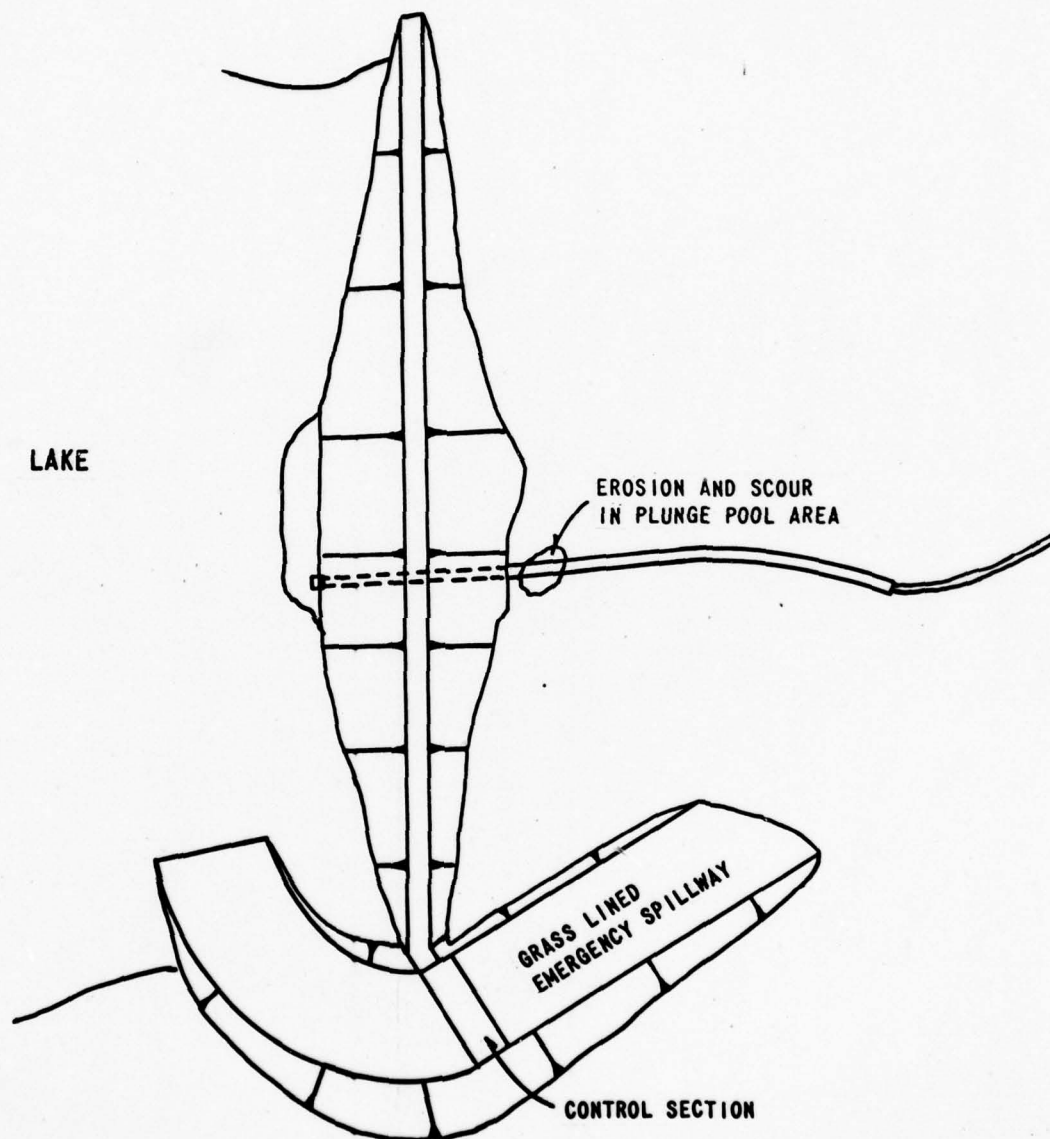 LAKE
EROSION AND SCOUR
IN PLUNGE POOL AREA
GRASS LINED
EMERGENCY SPILLWAY
CONTROL SECTION